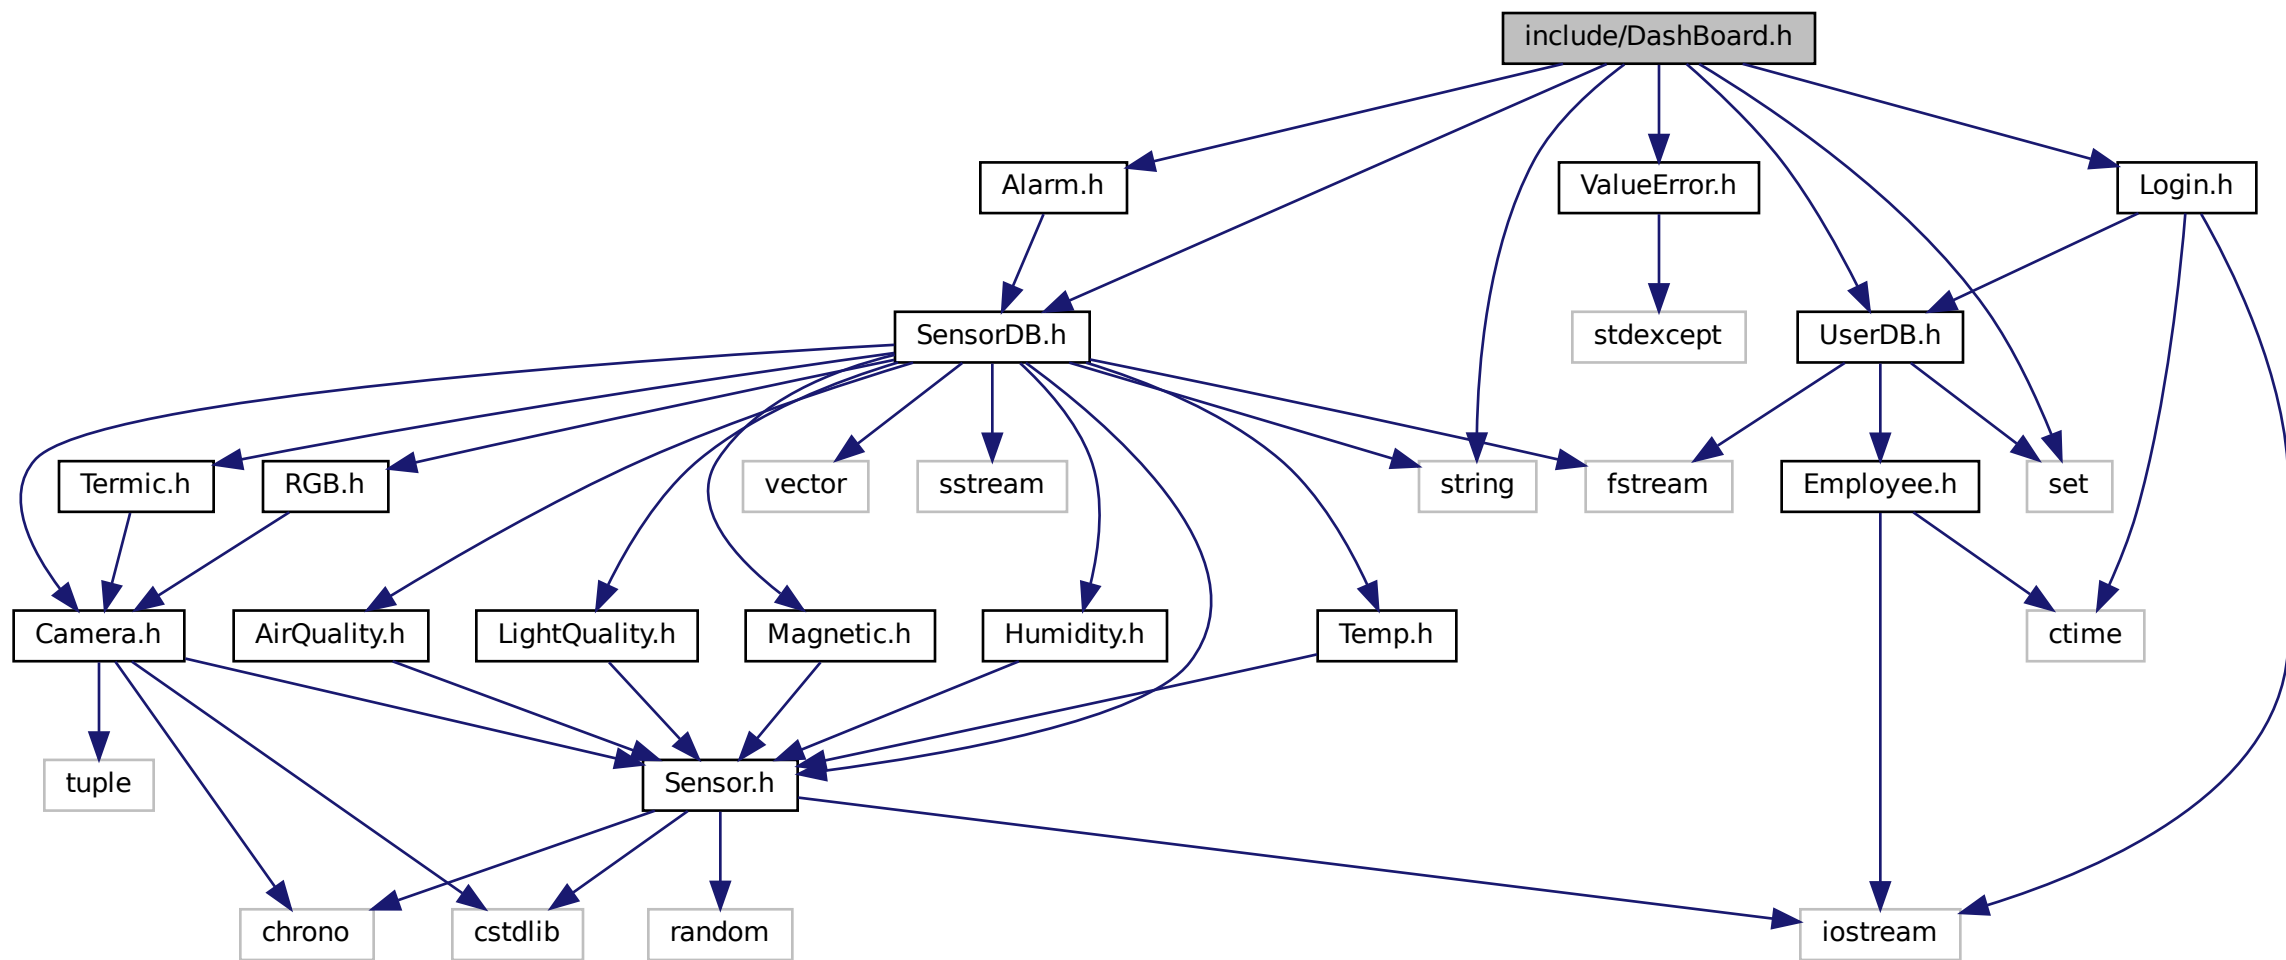 include/DashBoard.h
Alarm.h
ValueError.h
Login.h
SensorDB.h
stdexcept
UserDB.h
Termic.h
RGB.h
vector
sstream
string
fstream
Employee.h
set
Camera.h
AirQuality.h
LightQuality.h
Magnetic.h
Humidity.h
Temp.h
ctime
tuple
Sensor.h
chrono
cstdlib
random
iostream